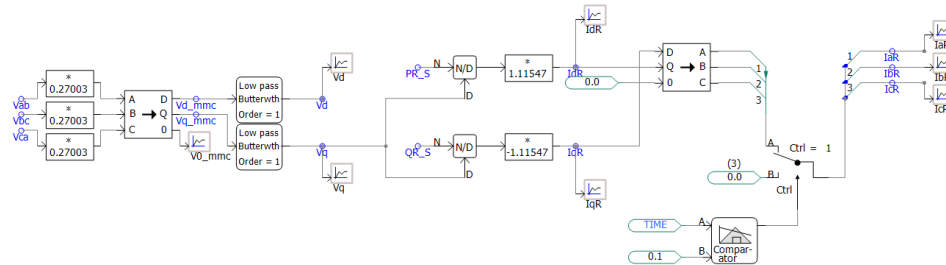 Vab
Vbc
Vca
*
0.27003
*
0.27003
*
0.27003
A
B
C
D
Q
0
Vd_mmc
Vq_mmc
V0_mmc
Low pass
Butterwth
Order = 1
Low pass
Butterwth
Order = 1
Vd
Vd
Vq
Vq
PR_S
N
N/D
D
*
1.11547
IdR
IdR
0.0
QR_S
N
N/D
D
*
-1.11547
IdR
IqR
D
Q
0
A
B
C
1
2
3
A
B
(3)
0.0
Ctrl = 1
Ctrl
TIME
0.1
A
B
Compar-
ator
1
2
3
IaR
IbR
IcR
IaR
IcR